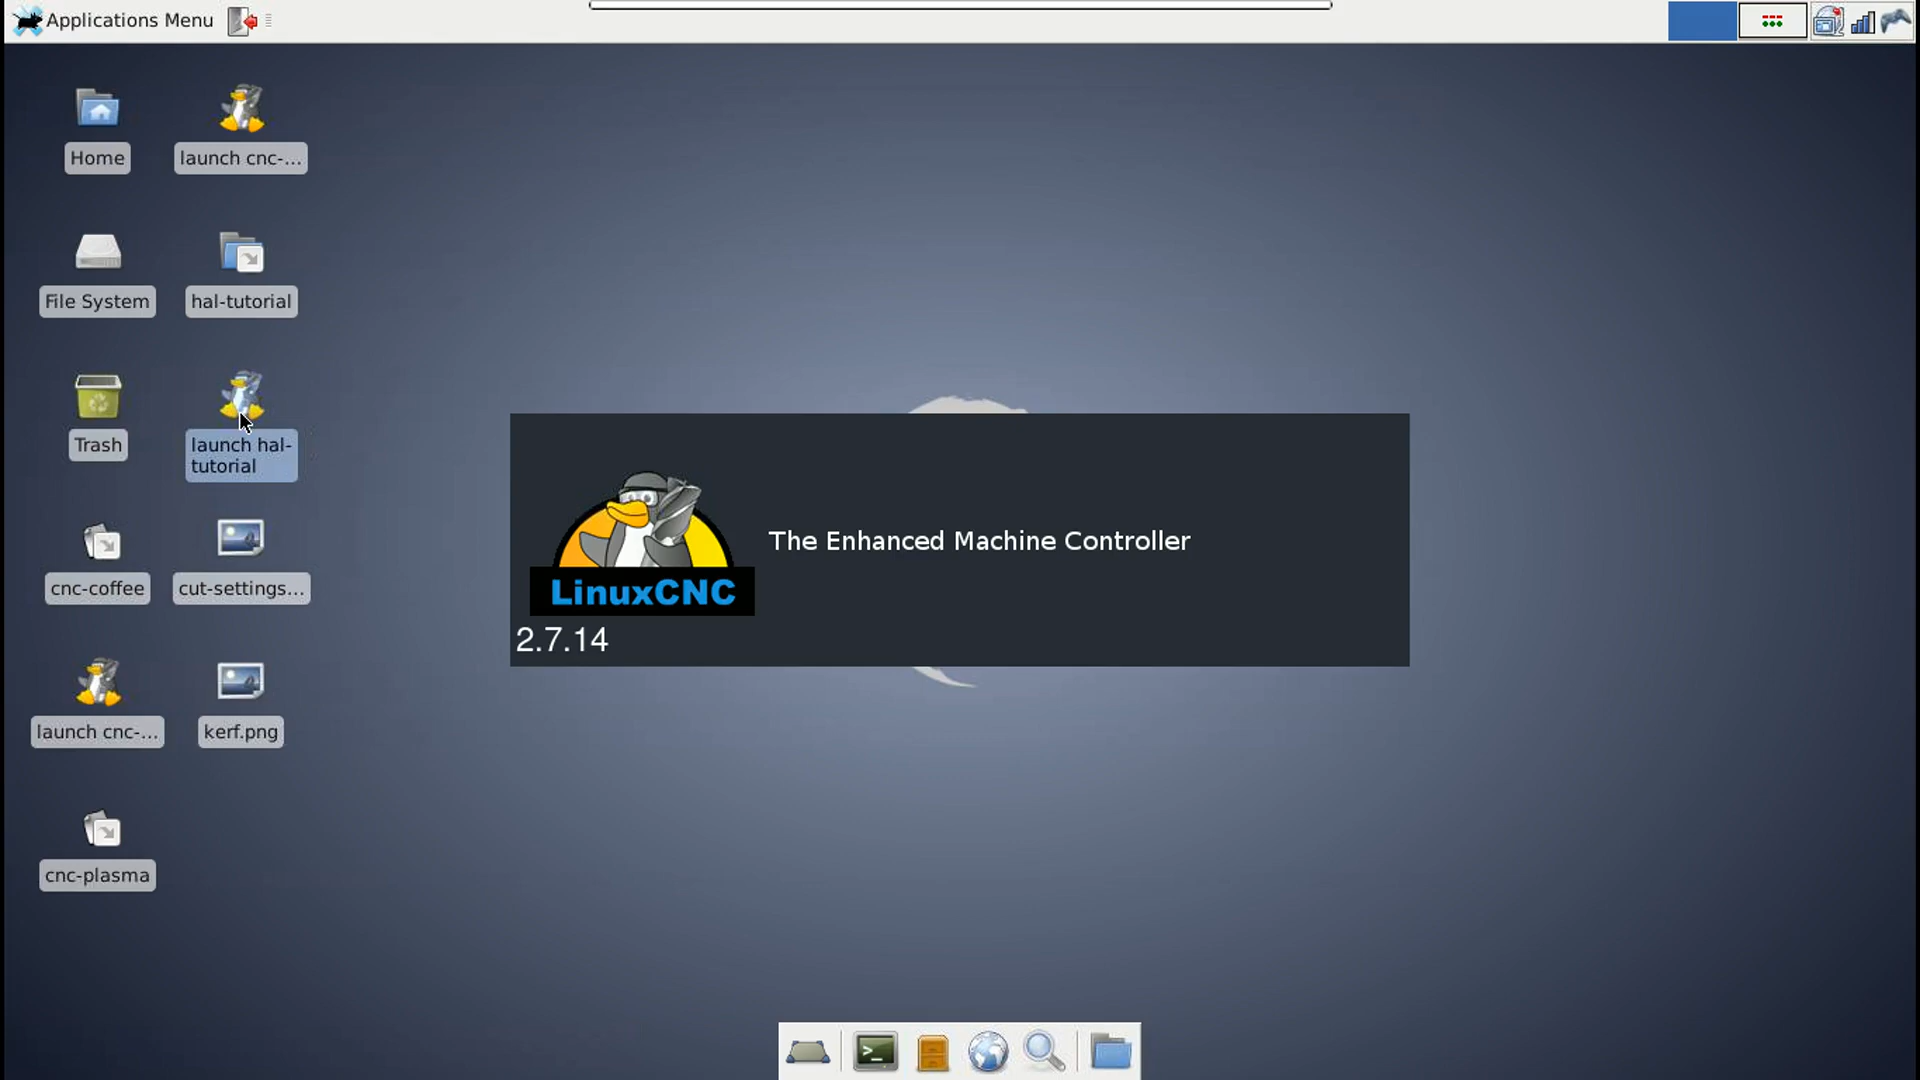 Applications Menu
Home
launch cnc-...
File System
hal-tutorial
Trash
launch hal-
tutorial
cnc-coffee
cut-settings...
launch cnc-...
kerf.png
cnc-plasma
The Enhanced Machine Controller
LinuxCNC
2.7.14